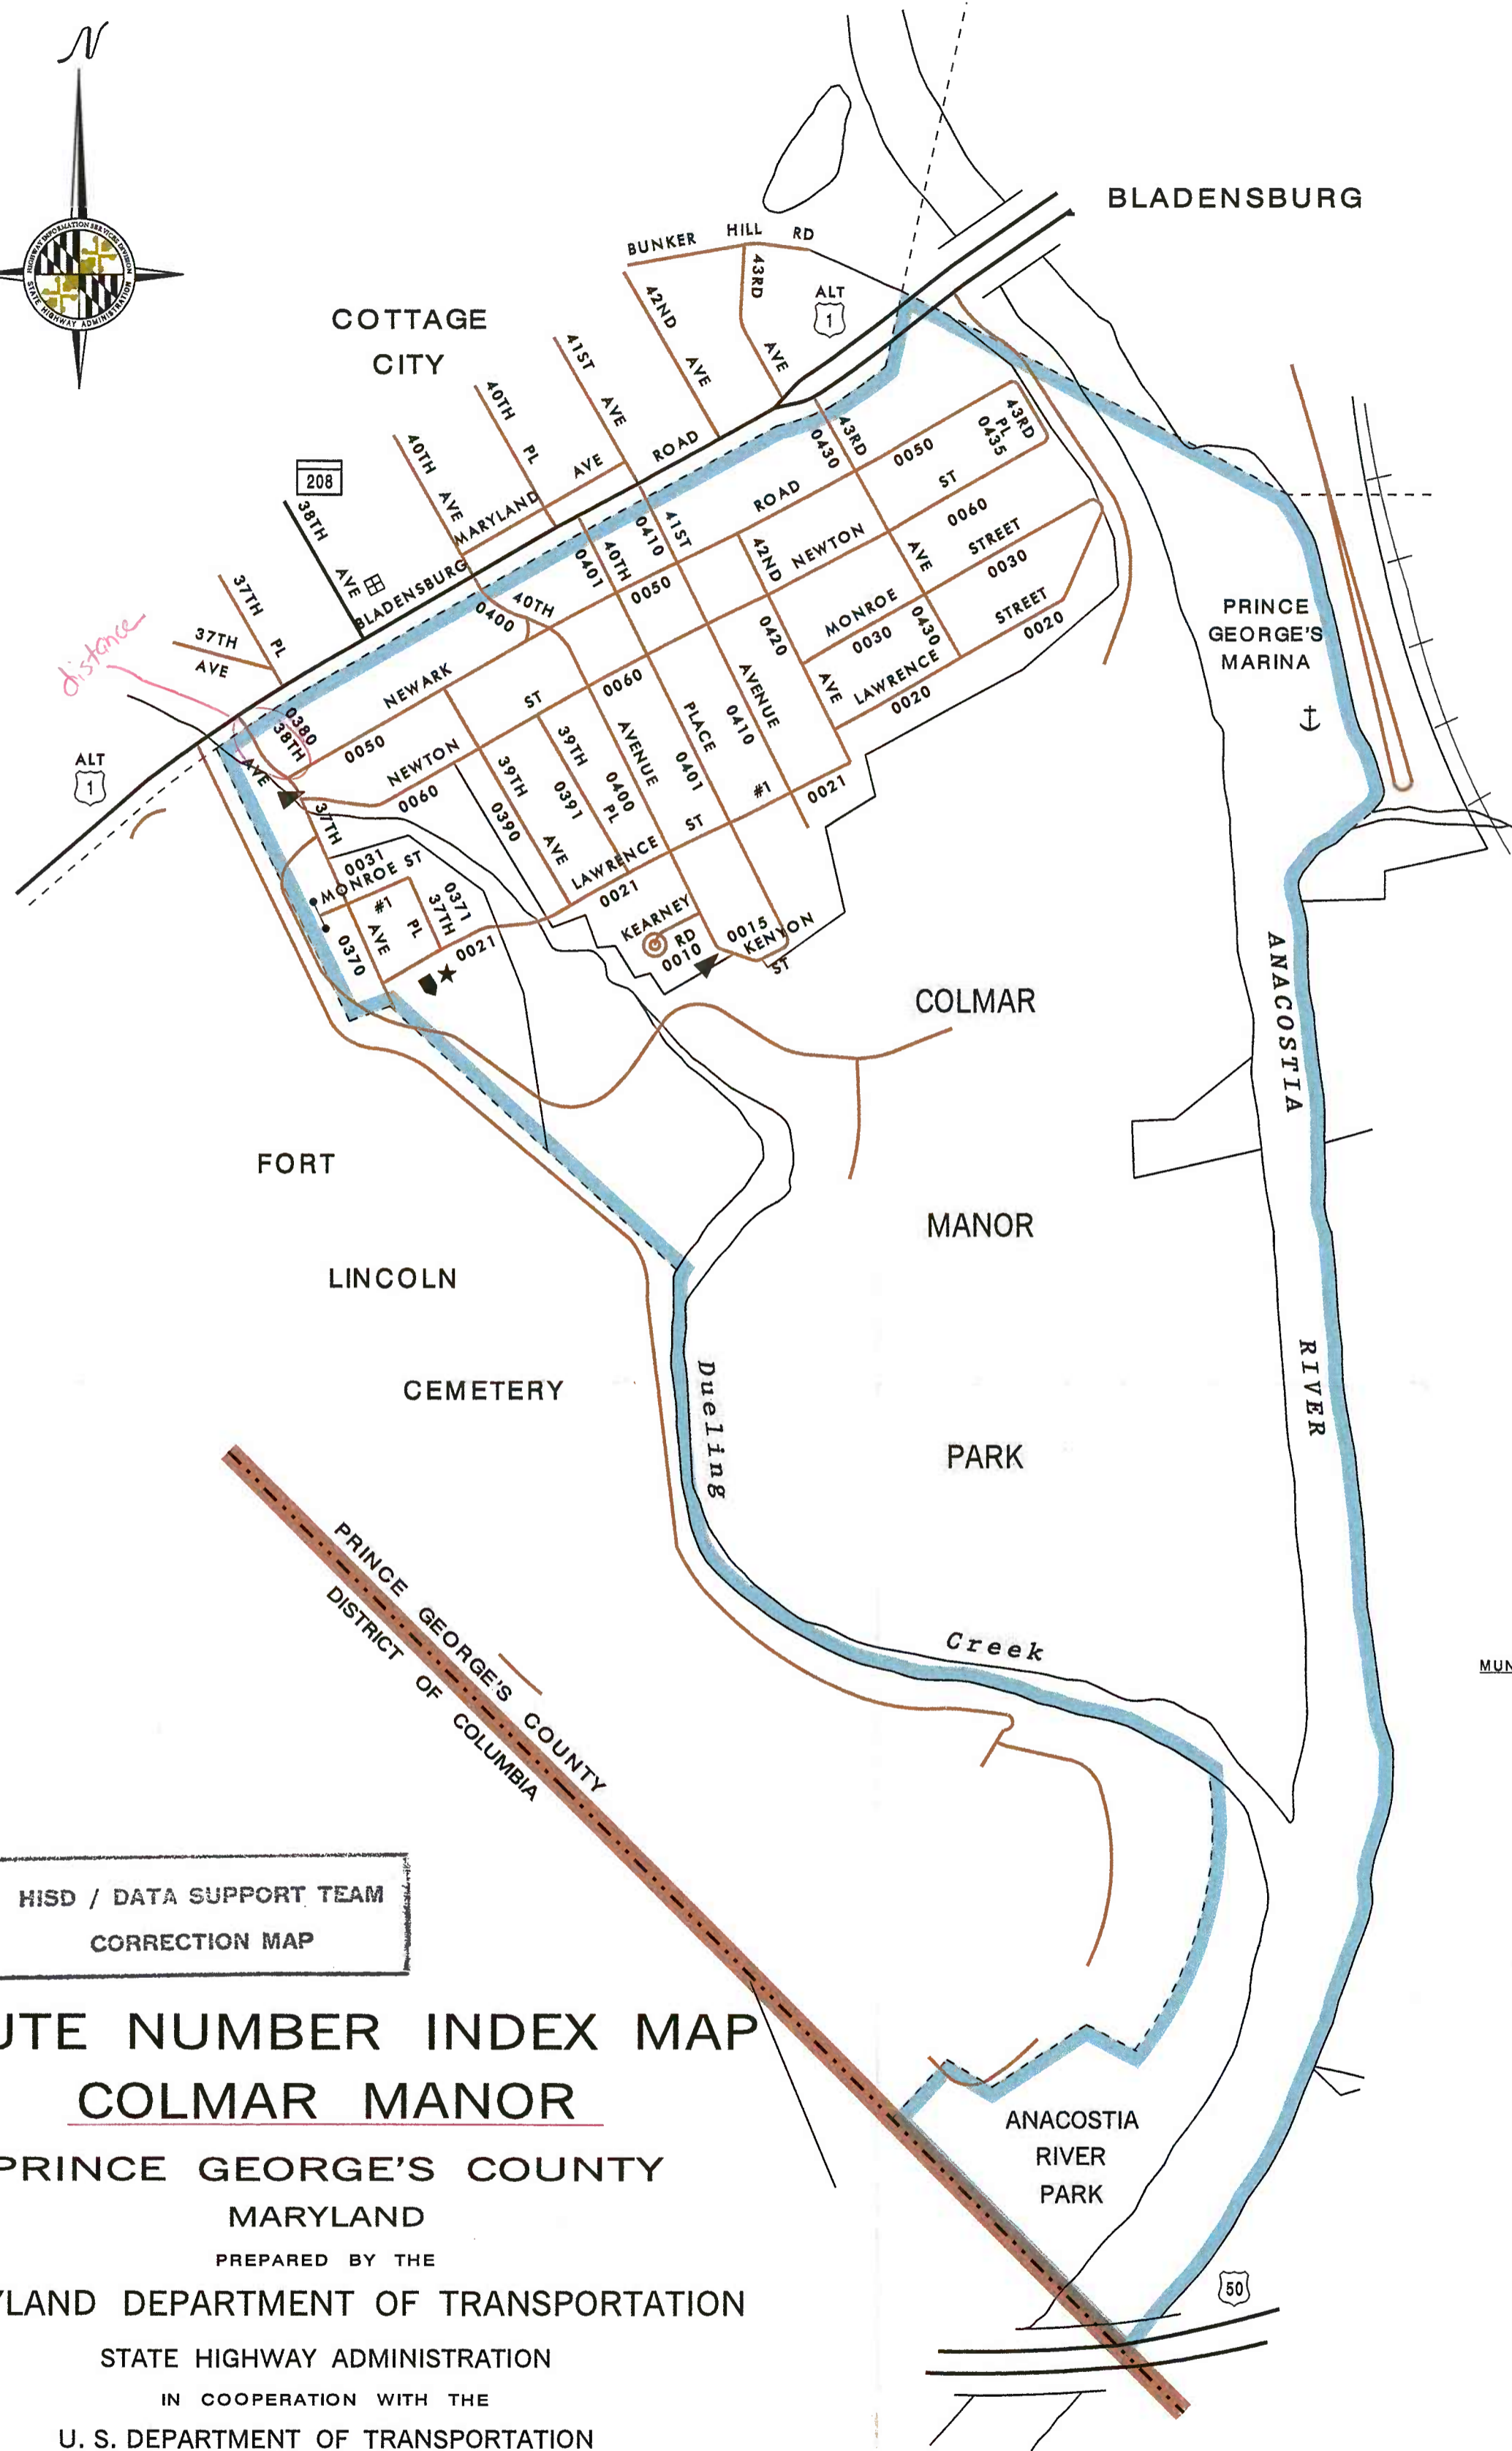 N
HIGHWAY INFORMATION SERVICES DIVISION
STATE HIGHWAY ADMINISTRATION
BLADENSBURG
BUNKER HILL RD
43RD AVE
42ND AVE
ALT
1
COTTAGE
CITY
41ST AVE
40TH PL
40TH AVE
MARYLAND AVE
208
38TH AVE
37TH PL
37TH AVE
BLADENSBURG ROAD
distance
ALT
1
0380
38TH AVE
NEWARK ROAD
0050
0050
0050
43RD
PL
0435
43RD AVE
0430
0430
NEWTON ST
0060
NEWTON ST
0060
0060
MONROE STREET
0030
0030
LAWRENCE STREET
0020
0020
42ND AVE
0420
41ST AVENUE
0410
0410
40TH PLACE
0401
0401
40TH AVENUE
0400
0400
39TH PL
0391
39TH AVE
0390
37TH AVE
0370
0031
MONROE ST
#1
0371
37TH PL
LAWRENCE ST #1
0021
0021
0021
KEARNEY
RD
0010
0015
KENYON
ST
PRINCE
GEORGE'S
MARINA
COLMAR
MANOR
PARK
ANACOSTIA RIVER
FORT
LINCOLN
CEMETERY
Dueling Creek
PRINCE GEORGE'S COUNTY
DISTRICT OF COLUMBIA
MUN
HISD / DATA SUPPORT TEAM
CORRECTION MAP
UTE NUMBER INDEX MAP
COLMAR MANOR
PRINCE GEORGE'S COUNTY
MARYLAND
PREPARED BY THE
YLAND DEPARTMENT OF TRANSPORTATION
STATE HIGHWAY ADMINISTRATION
IN COOPERATION WITH THE
U. S. DEPARTMENT OF TRANSPORTATION
ANACOSTIA
RIVER
PARK
50